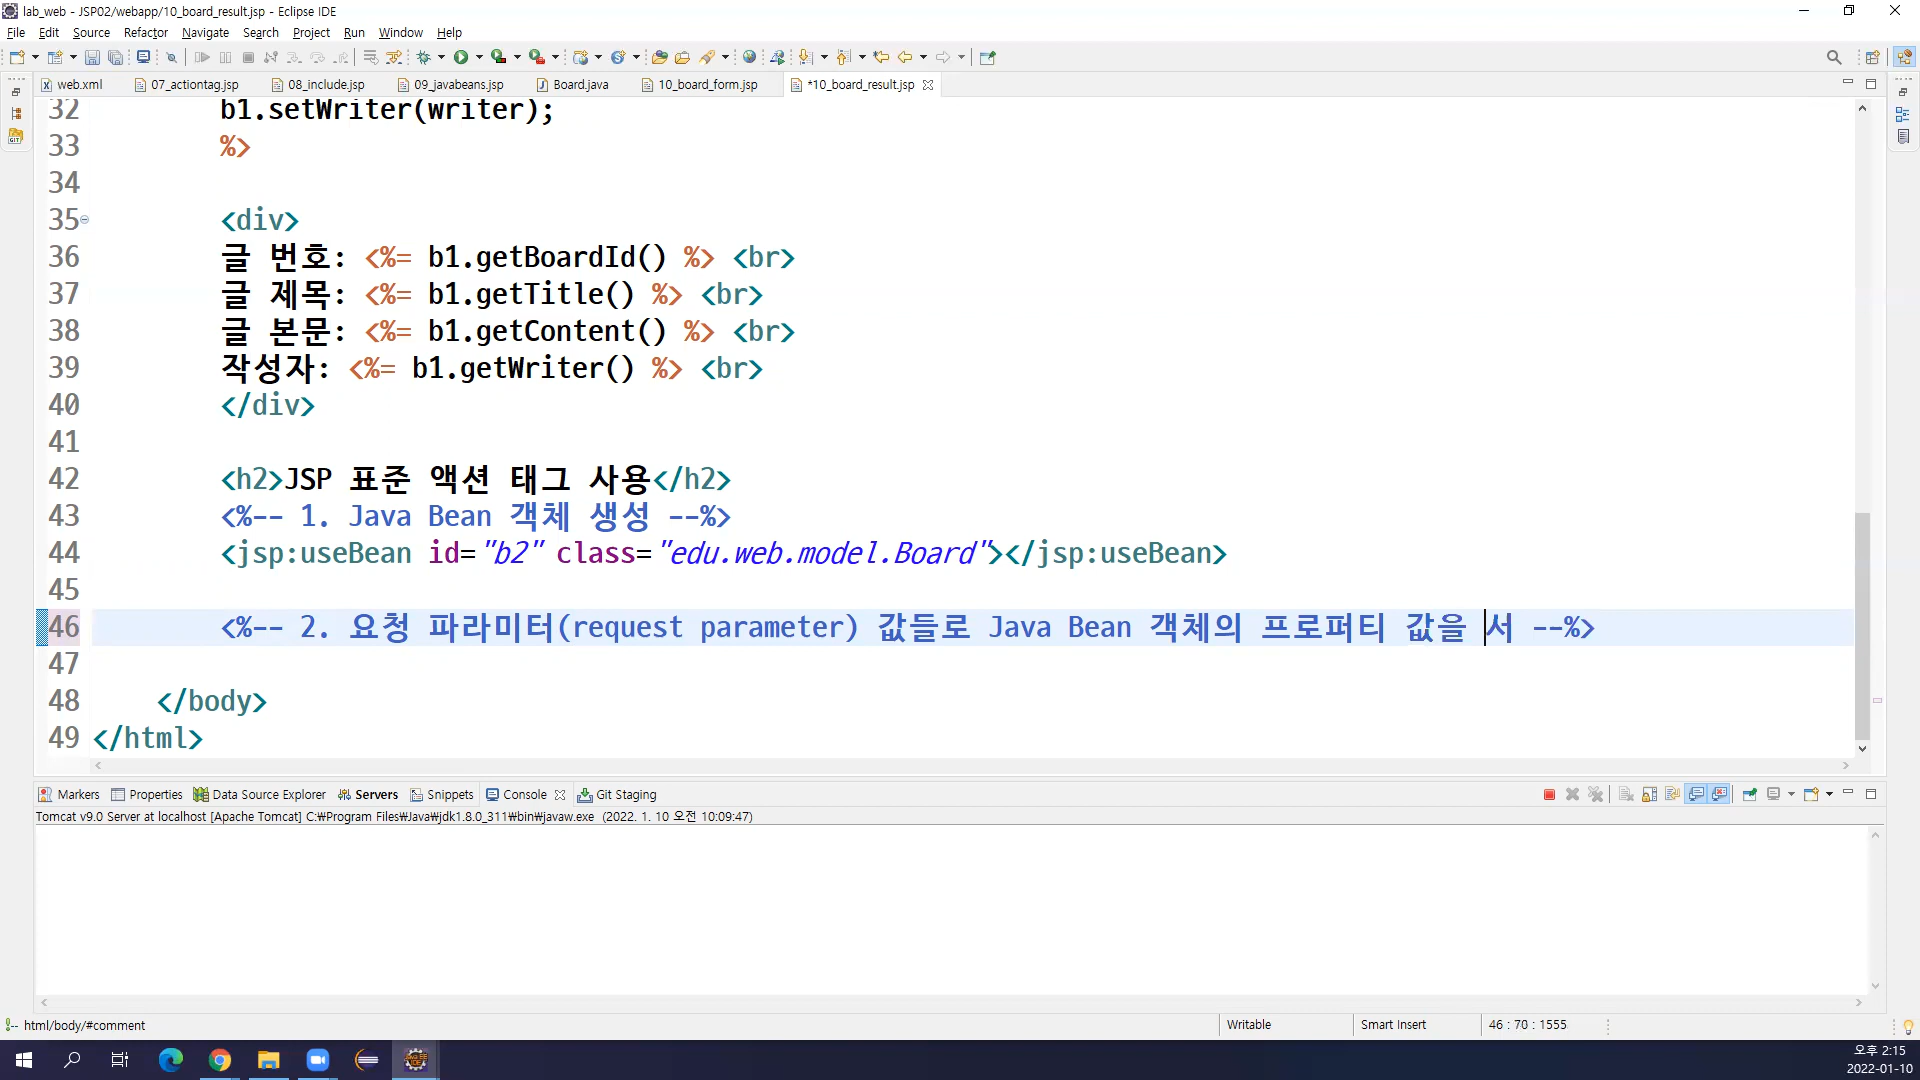 lab_web - JSP02/webapp/10_board_result.jsp - Eclipse IDE
File Edit Source Refactor Navigate Search Project Run Window Help
web.xml 07_actiontag.jsp 08_include.jsp 09_javabeans.jsp Board.java 10_board_form.jsp *10_board_result.jsp
32 b1.setWriter(writer);
33 %>
34
35 <div>
36 글 번호: <%= b1.getBoardId() %> <br>
37 글 제목: <%= b1.getTitle() %> <br>
38 글 본문: <%= b1.getContent() %> <br>
39 작성자: <%= b1.getWriter() %> <br>
40 </div>
41
42 <h2>JSP 표준 액션 태그 사용</h2>
43 <%-- 1. Java Bean 객체 생성 --%>
44 <jsp:useBean id="b2" class="edu.web.model.Board"></jsp:useBean>
45
46 <%-- 2. 요청 파라미터(request parameter) 값들로 Java Bean 객체의 프로퍼티 값을 서 --%>
47
48 </body>
49 </html>
Markers Properties Data Source Explorer Servers Snippets Console Git Staging
Tomcat v9.0 Server at localhost [Apache Tomcat] C:₩Program Files₩Java₩jdk1.8.0_311₩bin₩javaw.exe (2022. 1. 10 오전 10:09:47)
html/body/#comment Writable Smart Insert 46 : 70 : 1555
오후 2:15
2022-01-10